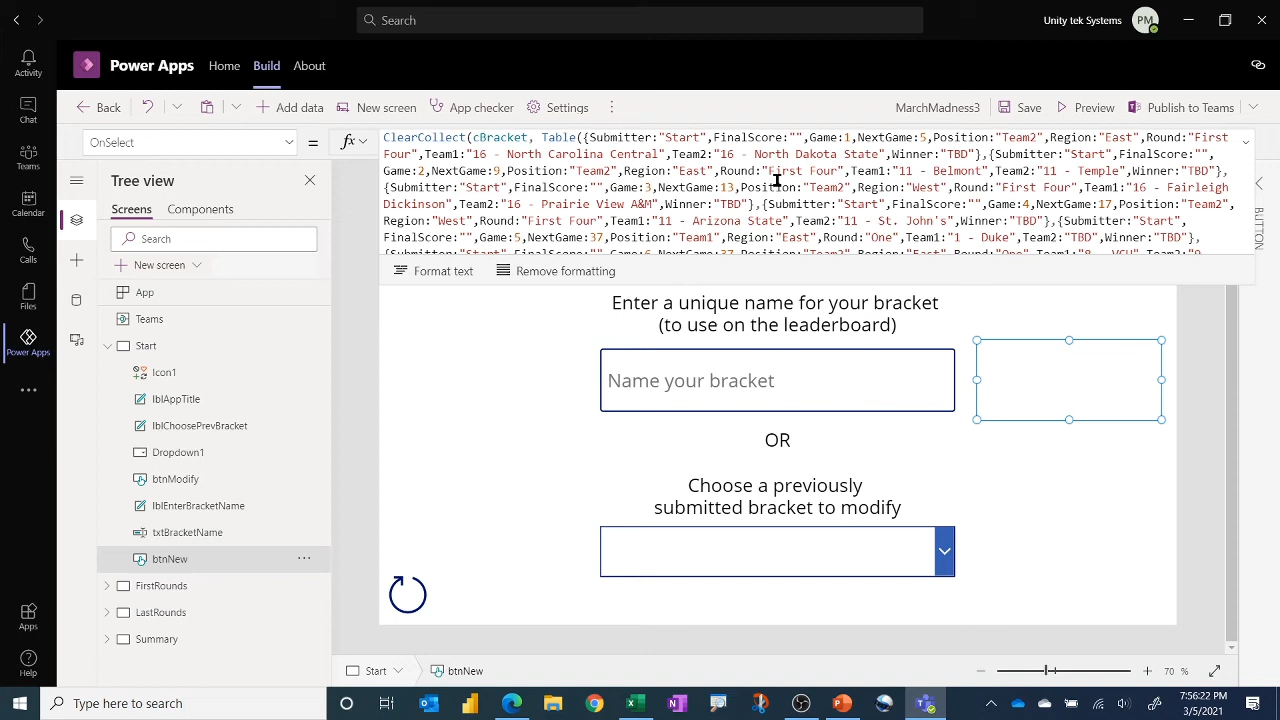 Search
Unity tek Systems
PM
Activity
Chat
Teams
Calendar
Calls
Files
Power Apps
Apps
Help
Power Apps
Home
Build
About
Back
Add data
New screen
App checker
Settings
MarchMadness3
Save
Preview
Publish to Teams
OnSelect
=
fx
ClearCollect(cBracket, Table({Submitter:"Start",FinalScore:"",Game:1,NextGame:5,Position:"Team2",Region:"East",Round:"First
Four",Team1:"16 - North Carolina Central",Team2:"16 - North Dakota State",Winner:"TBD"},{Submitter:"Start",FinalScore:"",
Game:2,NextGame:9,Position:"Team2",Region:"East",Round:"First Four",Team1:"11 - Belmont",Team2:"11 - Temple",Winner:"TBD"},
{Submitter:"Start",FinalScore:"",Game:3,NextGame:13,Position:"Team2",Region:"West",Round:"First Four",Team1:"16 - Fairleigh
Dickinson",Team2:"16 - Prairie View A&M",Winner:"TBD"},{Submitter:"Start",FinalScore:"",Game:4,NextGame:17,Position:"Team2",
Region:"West",Round:"First Four",Team1:"11 - Arizona State",Team2:"11 - St. John's",Winner:"TBD"},{Submitter:"Start",
FinalScore:"",Game:5,NextGame:37,Position:"Team1",Region:"East",Round:"One",Team1:"1 - Duke",Team2:"TBD",Winner:"TBD"},
Format text
Remove formatting
Tree view
Screens
Components
Search
New screen
App
Teams
Start
Icon1
lblAppTitle
lblChoosePrevBracket
Dropdown1
btnModify
lblEnterBracketName
txtBracketName
btnNew
FirstRounds
LastRounds
Summary
Enter a unique name for your bracket
(to use on the leaderboard)
Name your bracket
OR
Choose a previously
submitted bracket to modify
BUTTON
Start
btnNew
70 %
Type here to search
7:56:22 PM
3/5/2021